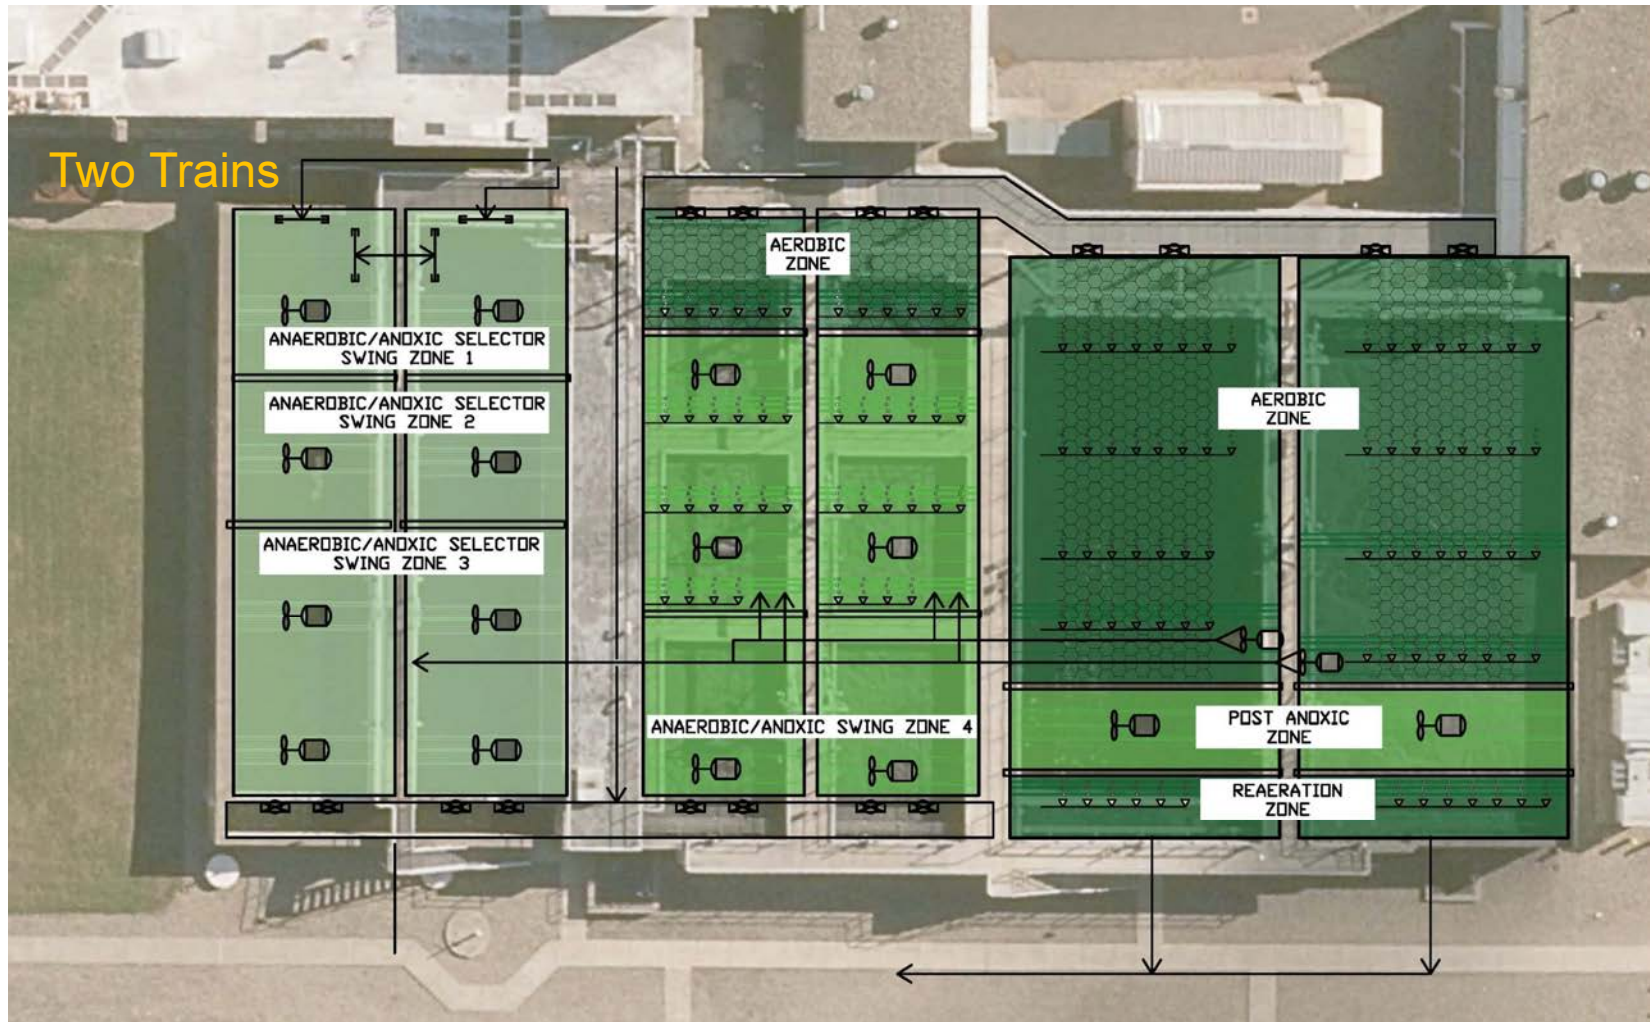 Two Trains
AEROBIC
ZONE
ANAEROBIC/ANOXIC SELECTOR
SWING ZONE 1
ANAEROBIC/ANOXIC SELECTOR
SWING ZONE 2
AEROBIC
ZONE
ANAEROBIC/ANOXIC SELECTOR
SWING ZONE 3
ANAEROBIC/ANOXIC SWING ZONE 4
POST ANOXIC
ZONE
REAERATION
ZONE